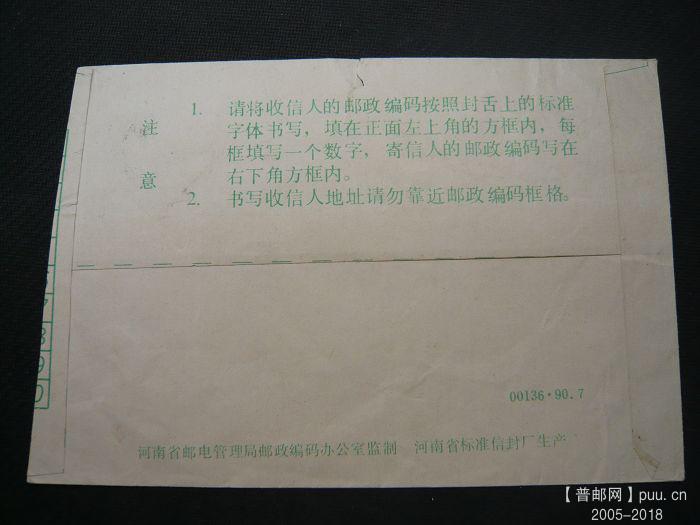 注意
1. 请将收信人的邮政编码按照封舌上的标准
字体书写，填在正面左上角的方框内，每
框填写一个数字，寄信人的邮政编码写在
右下角方框内。
2. 书写收信人地址请勿靠近邮政编码框格。
8
9
0
00136·90.7
河南省邮电管理局邮政编码办公室监制 河南省标准信封厂生产
【普邮网】puu.cn
2005-2018